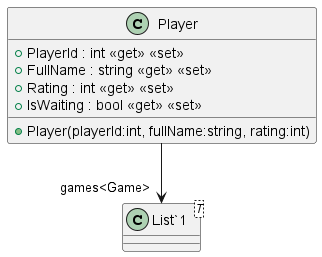 C Player
PlayerId : int «get» «set»
FullName : string «get» «set»
Rating : int «get» «set»
IsWaiting : bool «get» «set»
Player(playerId:int, fullName:string, rating:int)
games<Game>
C List`1 T